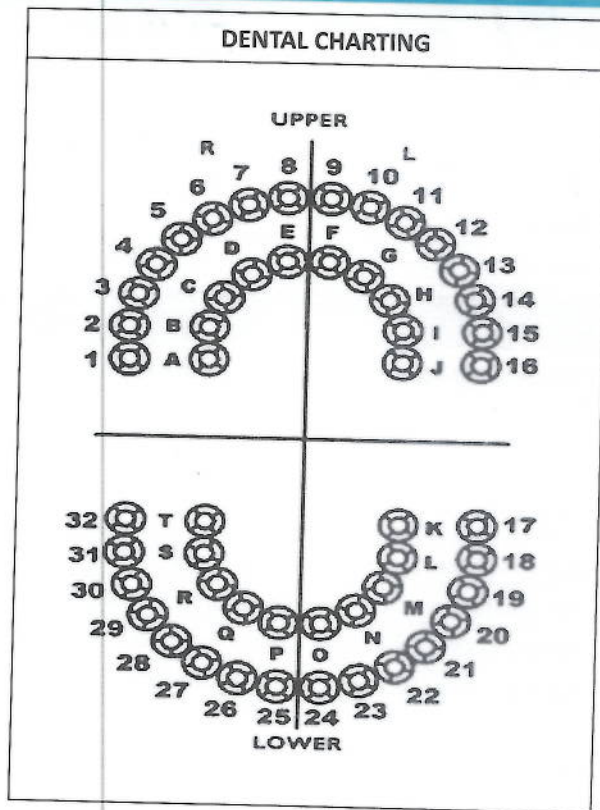 DENTAL CHARTING
UPPER
R L
1 2 3 4 5 6 7 8 9 10 11 12 13 14 15 16
A B C D E F G H I J
32 31 30 29 28 27 26 25 24 23 22 21 20 19 18 17
T S R Q P O N M L K
LOWER